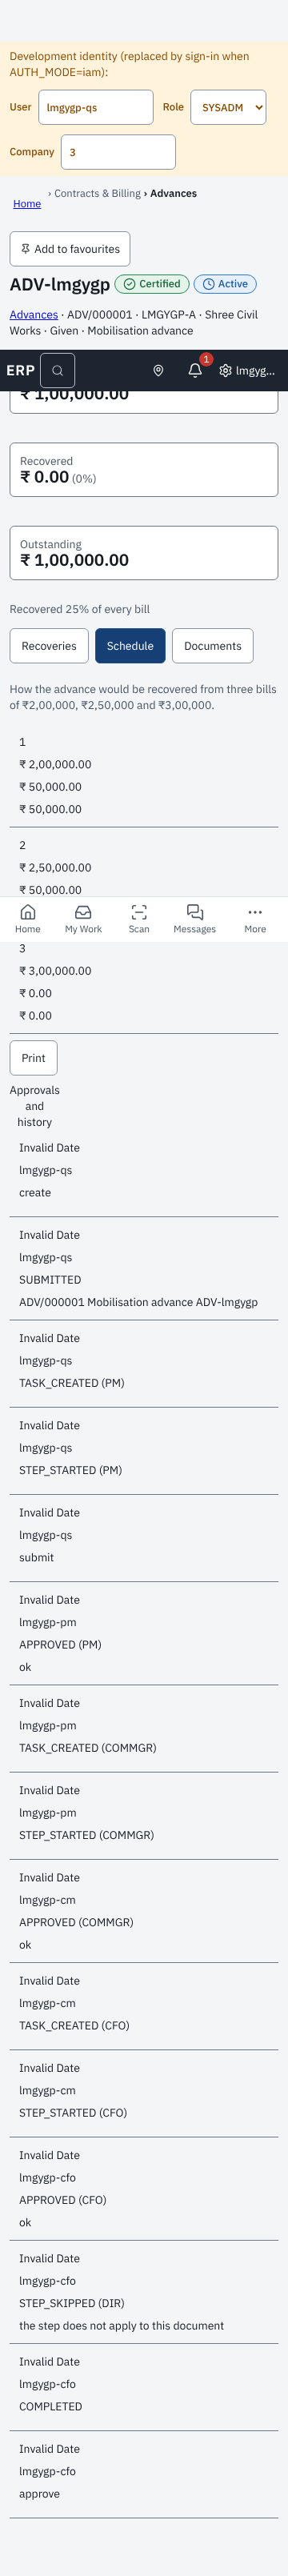 Development identity (replaced by sign-in when
AUTH_MODE=iam):
User lmgygp-qs Role SYSADM
Company 3
Home › Contracts & Billing › Advances
Add to favourites
ADV-lmgygp Certified Active
Advances · ADV/000001 · LMGYGP-A · Shree Civil
Works · Given · Mobilisation advance
ERP 1 lmgyg...
₹ 1,00,000.00
Recovered
₹ 0.00 (0%)
Outstanding
₹ 1,00,000.00
Recovered 25% of every bill
Recoveries Schedule Documents
How the advance would be recovered from three bills
of ₹2,00,000, ₹2,50,000 and ₹3,00,000.
1
₹ 2,00,000.00
₹ 50,000.00
₹ 50,000.00
2
₹ 2,50,000.00
₹ 50,000.00
Home My Work Scan Messages More
3
₹ 3,00,000.00
₹ 0.00
₹ 0.00
Print
Approvals
and
history
Invalid Date
lmgygp-qs
create
Invalid Date
lmgygp-qs
SUBMITTED
ADV/000001 Mobilisation advance ADV-lmgygp
Invalid Date
lmgygp-qs
TASK_CREATED (PM)
Invalid Date
lmgygp-qs
STEP_STARTED (PM)
Invalid Date
lmgygp-qs
submit
Invalid Date
lmgygp-pm
APPROVED (PM)
ok
Invalid Date
lmgygp-pm
TASK_CREATED (COMMGR)
Invalid Date
lmgygp-pm
STEP_STARTED (COMMGR)
Invalid Date
lmgygp-cm
APPROVED (COMMGR)
ok
Invalid Date
lmgygp-cm
TASK_CREATED (CFO)
Invalid Date
lmgygp-cm
STEP_STARTED (CFO)
Invalid Date
lmgygp-cfo
APPROVED (CFO)
ok
Invalid Date
lmgygp-cfo
STEP_SKIPPED (DIR)
the step does not apply to this document
Invalid Date
lmgygp-cfo
COMPLETED
Invalid Date
lmgygp-cfo
approve